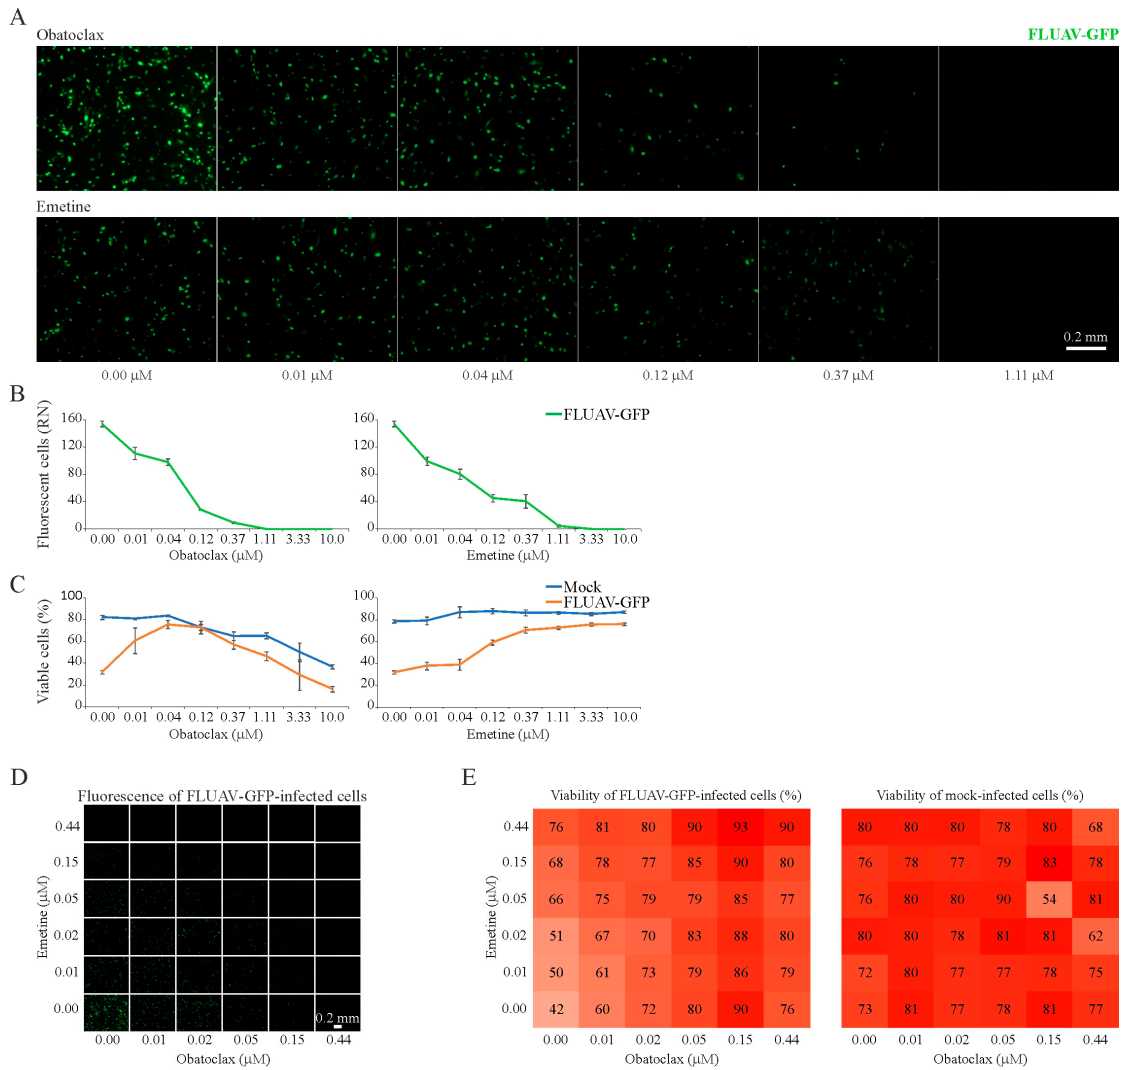 A
Obatoclax FLUAV-GFP
Emetine
0.2 mm
0.00 µM 0.01 µM 0.04 µM 0.12 µM 0.37 µM 1.11 µM
B
Fluorescent cells (RN)
160
120
80
40
0
0.00 0.01 0.04 0.12 0.37 1.11 3.33 10.0
Obatoclax (µM)
FLUAV-GFP
160
120
80
40
0
0.00 0.01 0.04 0.12 0.37 1.11 3.33 10.0
Emetine (µM)
C
Viable cells (%)
100
80
60
40
20
0
0.00 0.01 0.04 0.12 0.37 1.11 3.33 10.0
Obatoclax (µM)
Mock
FLUAV-GFP
100
80
60
40
20
0
0.00 0.01 0.04 0.12 0.37 1.11 3.33 10.0
Emetine (µM)
D
Fluorescence of FLUAV-GFP-infected cells
Emetine (µM)
0.44
0.15
0.05
0.02
0.01
0.00
0.2 mm
0.00 0.01 0.02 0.05 0.15 0.44
Obatoclax (µM)
E
Viability of FLUAV-GFP-infected cells (%)
Emetine (µM)
0.44 76 81 80 90 93 90
0.15 68 78 77 85 90 80
0.05 66 75 79 79 85 77
0.02 51 67 70 83 88 80
0.01 50 61 73 79 86 79
0.00 42 60 72 80 90 76
0.00 0.01 0.02 0.05 0.15 0.44
Obatoclax (µM)
Viability of mock-infected cells (%)
80 80 80 78 80 68
76 78 77 79 83 78
76 80 80 90 54 81
80 80 78 81 81 62
72 80 77 77 78 75
73 81 77 78 81 77
0.00 0.01 0.02 0.05 0.15 0.44
Obatoclax (µM)